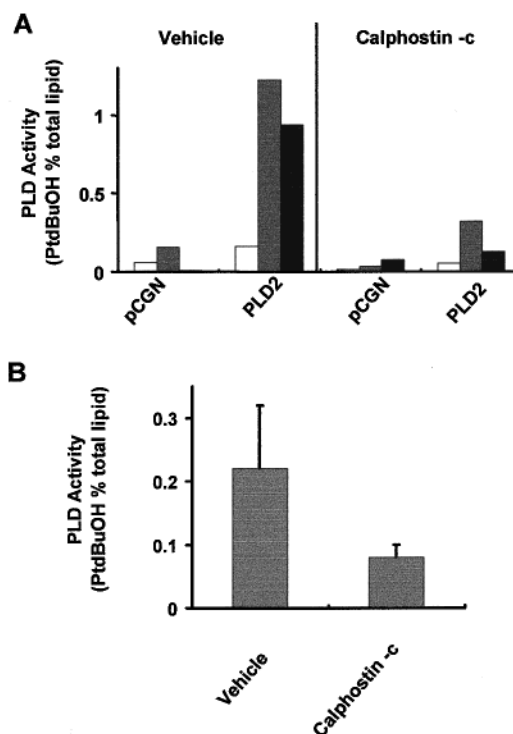 A
Vehicle
Calphostin -c
PLD Activity
(PtdBuOH % total lipid)
1
0.5
0
pCGN
PLD2
pCGN
PLD2
B
PLD Activity
(PtdBuOH % total lipid)
0.3
0.2
0.1
0
Vehicle
Calphostin -c